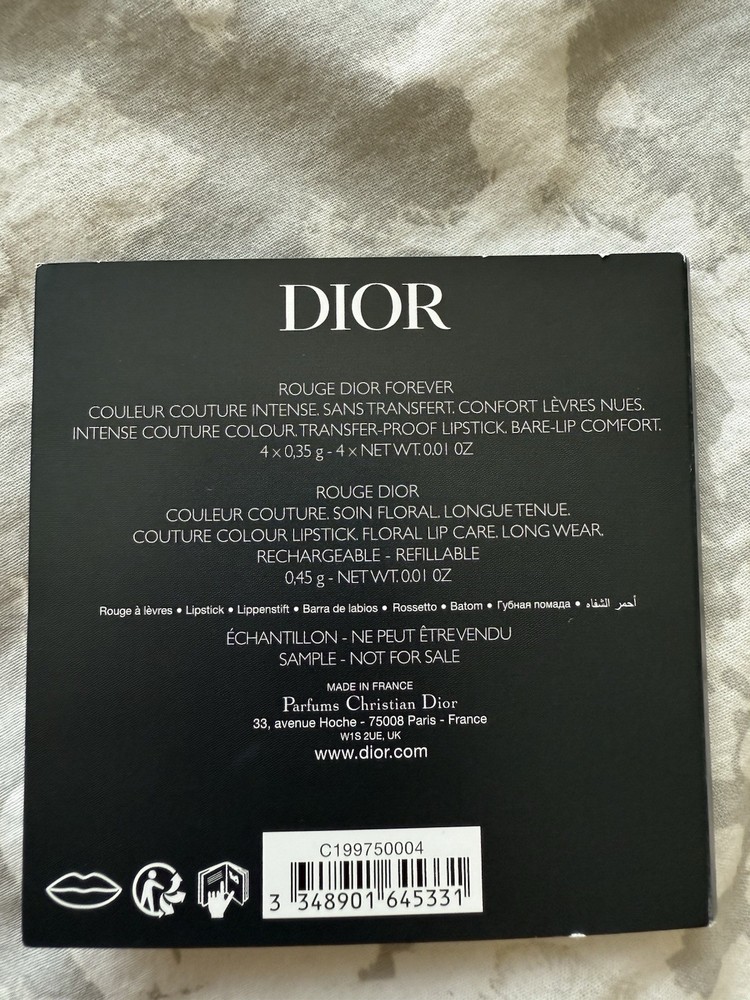 DIOR
ROUGE DIOR FOREVER
COULEUR COUTURE INTENSE. SANS TRANSFERT. CONFORT LÈVRES NUES.
INTENSE COUTURE COLOUR. TRANSFER-PROOF LIPSTICK. BARE-LIP COMFORT.
4 x 0,35 g - 4 x NET WT. 0.01 OZ
ROUGE DIOR
COULEUR COUTURE. SOIN FLORAL. LONGUE TENUE.
COUTURE COLOUR LIPSTICK. FLORAL LIP CARE. LONG WEAR.
RECHARGEABLE - REFILLABLE
0,45 g - NET WT. 0.01 OZ
Rouge à lèvres • Lipstick • Lippenstift • Barra de labios • Rossetto • Batom • Губная помада • أحمر الشفاه
ÉCHANTILLON - NE PEUT ÊTRE VENDU
SAMPLE - NOT FOR SALE
MADE IN FRANCE
Parfums Christian Dior
33, avenue Hoche - 75008 Paris - France
W1S 2UE, UK
www.dior.com
C199750004
3 348901 645331